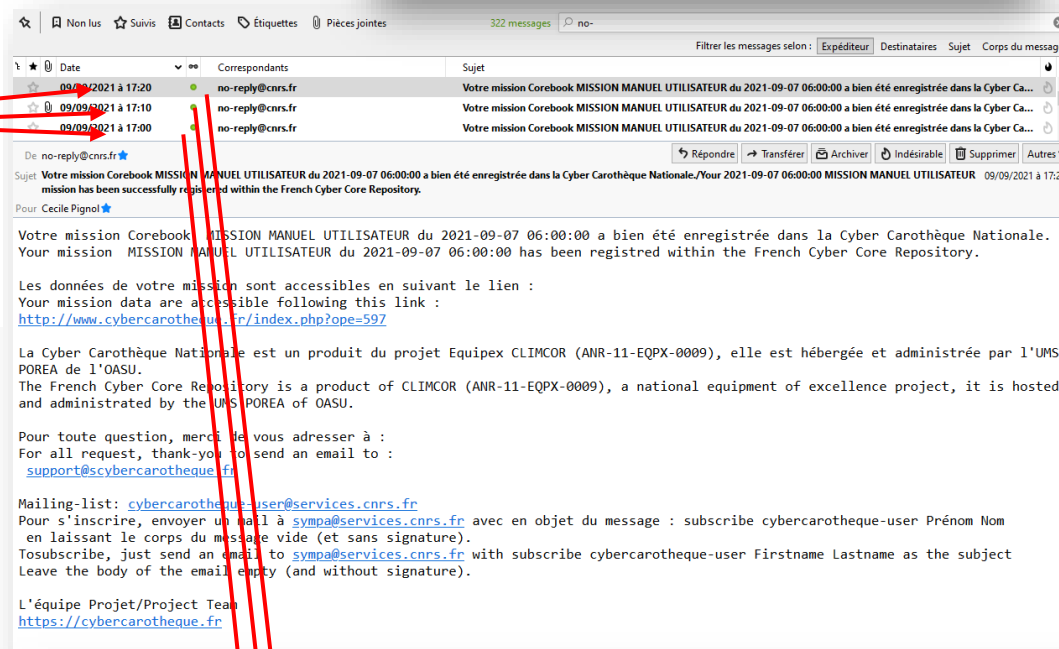 Non lus Suivis Contacts Étiquettes Pièces jointes 322 messages no-
Filtrer les messages selon : Expéditeur Destinataires Sujet Corps du messag
Date Correspondants Sujet
09/09/2021 à 17:20 no-reply@cnrs.fr Votre mission Corebook MISSION MANUEL UTILISATEUR du 2021-09-07 06:00:00 a bien été enregistrée dans la Cyber Ca...
09/09/2021 à 17:10 no-reply@cnrs.fr Votre mission Corebook MISSION MANUEL UTILISATEUR du 2021-09-07 06:00:00 a bien été enregistrée dans la Cyber Ca...
09/09/2021 à 17:00 no-reply@cnrs.fr Votre mission Corebook MISSION MANUEL UTILISATEUR du 2021-09-07 06:00:00 a bien été enregistrée dans la Cyber Ca...
De no-reply@cnrs.fr Répondre Transférer Archiver Indésirable Supprimer Autres
Sujet Votre mission Corebook MISSION MANUEL UTILISATEUR du 2021-09-07 06:00:00 a bien été enregistrée dans la Cyber Carothèque Nationale./Your 2021-09-07 06:00:00 MISSION MANUEL UTILISATEUR 09/09/2021 à 17:2
mission has been successfully registered within the French Cyber Core Repository.
Pour Cecile Pignol
Votre mission Corebook MISSION MANUEL UTILISATEUR du 2021-09-07 06:00:00 a bien été enregistrée dans la Cyber Carothèque Nationale.
Your mission MISSION MANUEL UTILISATEUR du 2021-09-07 06:00:00 has been registred within the French Cyber Core Repository.
Les données de votre mission sont accessibles en suivant le lien :
Your mission data are accessible following this link :
http://www.cybercarotheque.fr/index.php?ope=597
La Cyber Carothèque Nationale est un produit du projet Equipex CLIMCOR (ANR-11-EQPX-0009), elle est hébergée et administrée par l'UMS
POREA de l'OASU.
The French Cyber Core Repository is a product of CLIMCOR (ANR-11-EQPX-0009), a national equipment of excellence project, it is hosted
and administrated by the UMS POREA of OASU.
Pour toute question, merci de vous adresser à :
For all request, thank-you to send an email to :
support@scybercarotheque.fr
Mailing-list: cybercarotheque-user@services.cnrs.fr
Pour s'inscrire, envoyer un mail à sympa@services.cnrs.fr avec en objet du message : subscribe cybercarotheque-user Prénom Nom
en laissant le corps du message vide (et sans signature).
Tosubscribe, just send an email to sympa@services.cnrs.fr with subscribe cybercarotheque-user Firstname Lastname as the subject
Leave the body of the email empty (and without signature).
L'équipe Projet/Project Team
https://cybercarotheque.fr